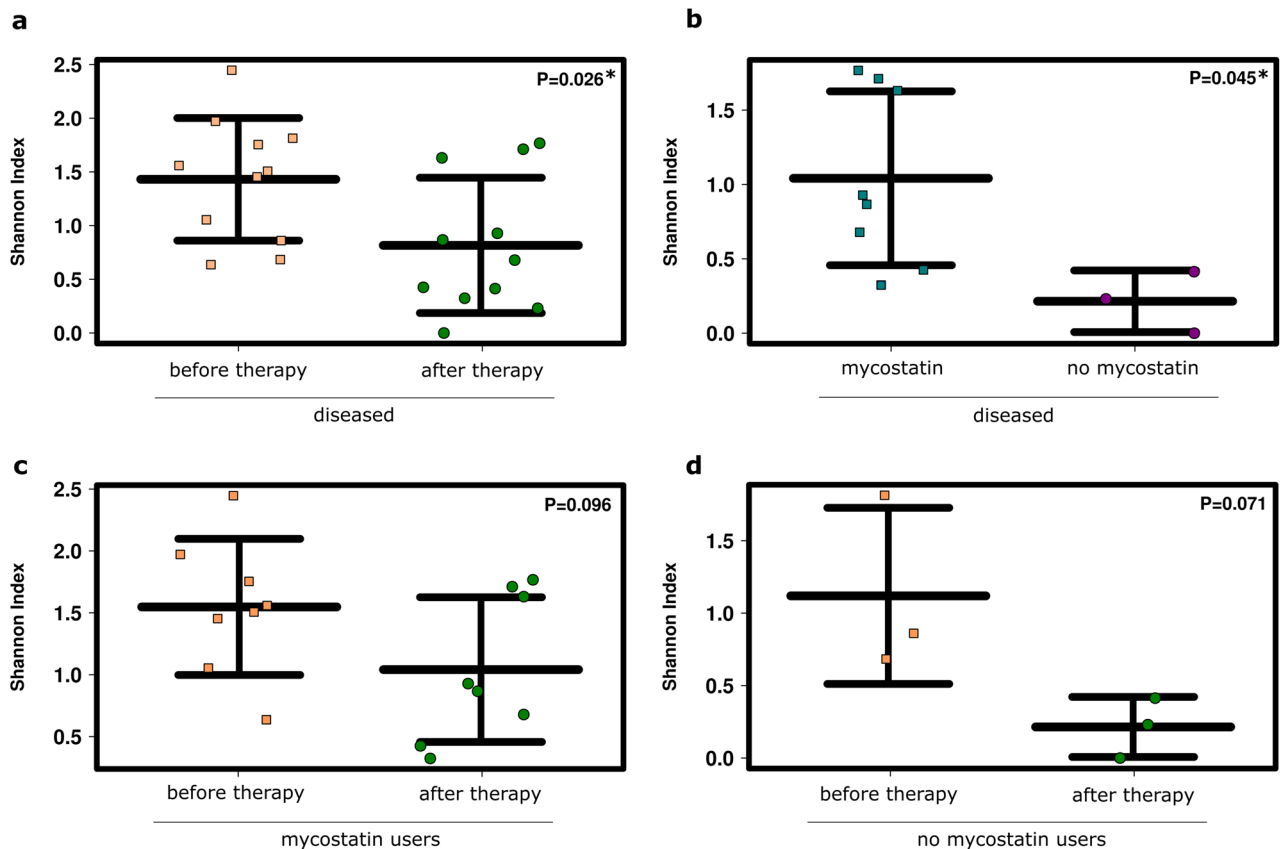 a
P=0.026*
Shannon Index
2.5
2.0
1.5
1.0
0.5
0.0
before therapy
after therapy
diseased
b
P=0.045*
Shannon Index
1.5
1.0
0.5
0.0
mycostatin
no mycostatin
diseased
c
P=0.096
Shannon Index
2.5
2.0
1.5
1.0
0.5
before therapy
after therapy
mycostatin users
d
P=0.071
Shannon Index
1.5
1.0
0.5
0.0
before therapy
after therapy
no mycostatin users